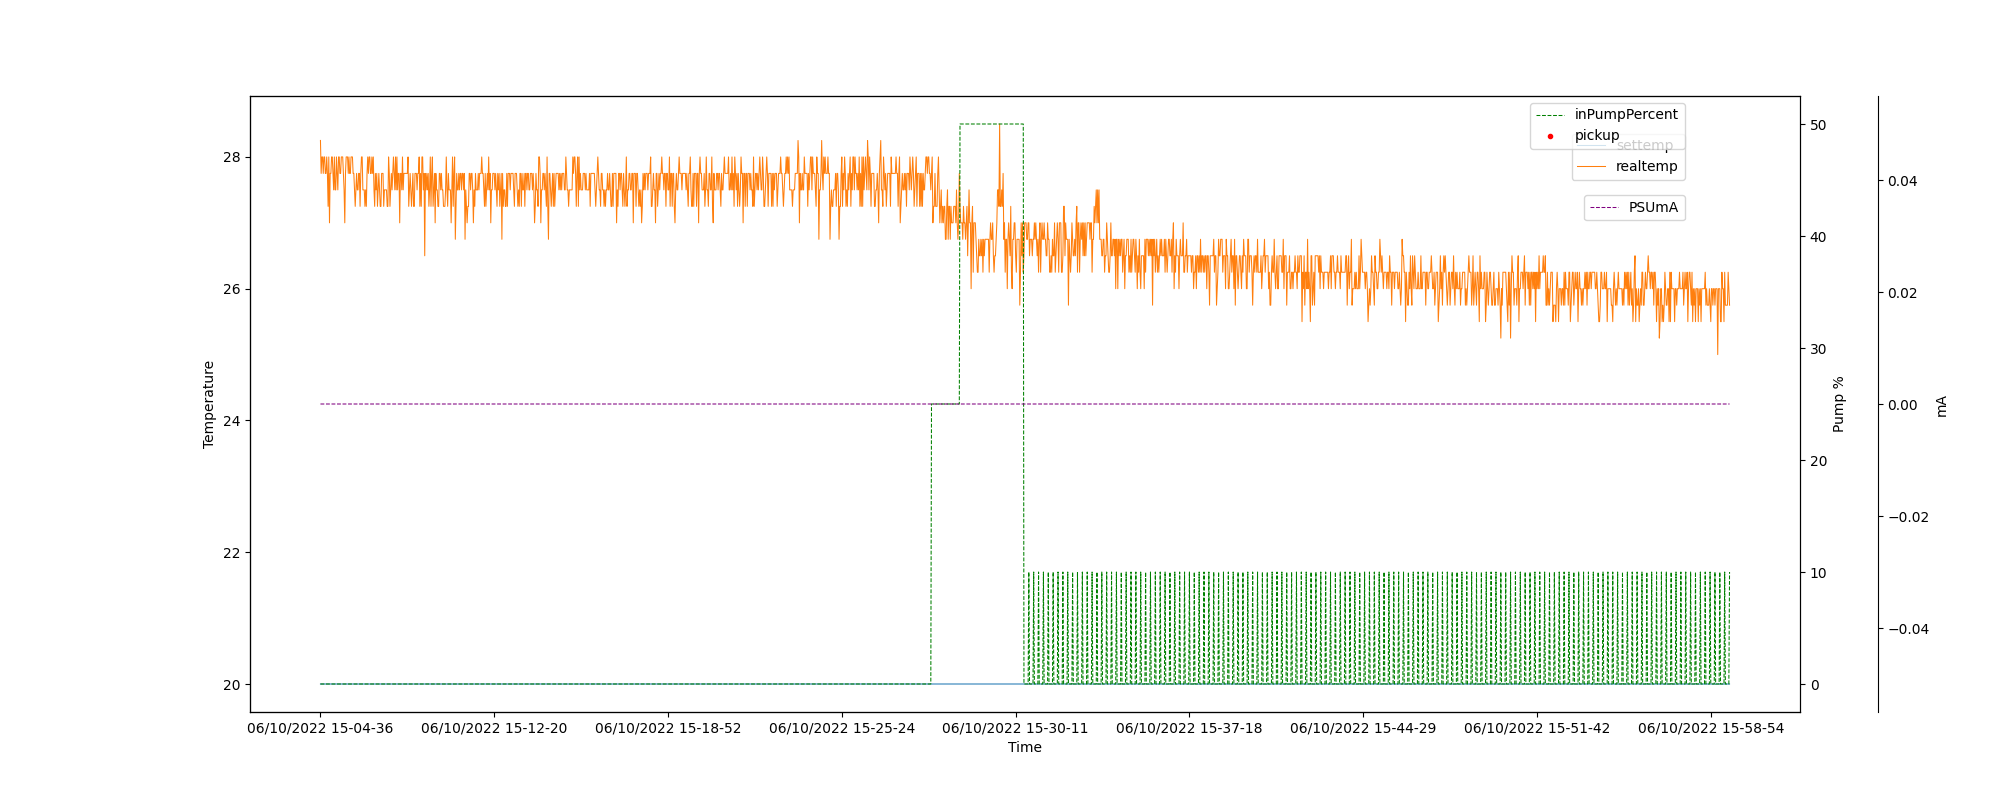 inPumpPercent
pickup
settemp
realtemp
PSUmA
28
26
24
22
20
Temperature
50
40
30
20
10
0
Pump %
0.04
0.02
0.00
−0.02
−0.04
mA
06/10/2022 15-04-36 06/10/2022 15-12-20 06/10/2022 15-18-52 06/10/2022 15-25-24 06/10/2022 15-30-11 06/10/2022 15-37-18 06/10/2022 15-44-29 06/10/2022 15-51-42 06/10/2022 15-58-54
Time